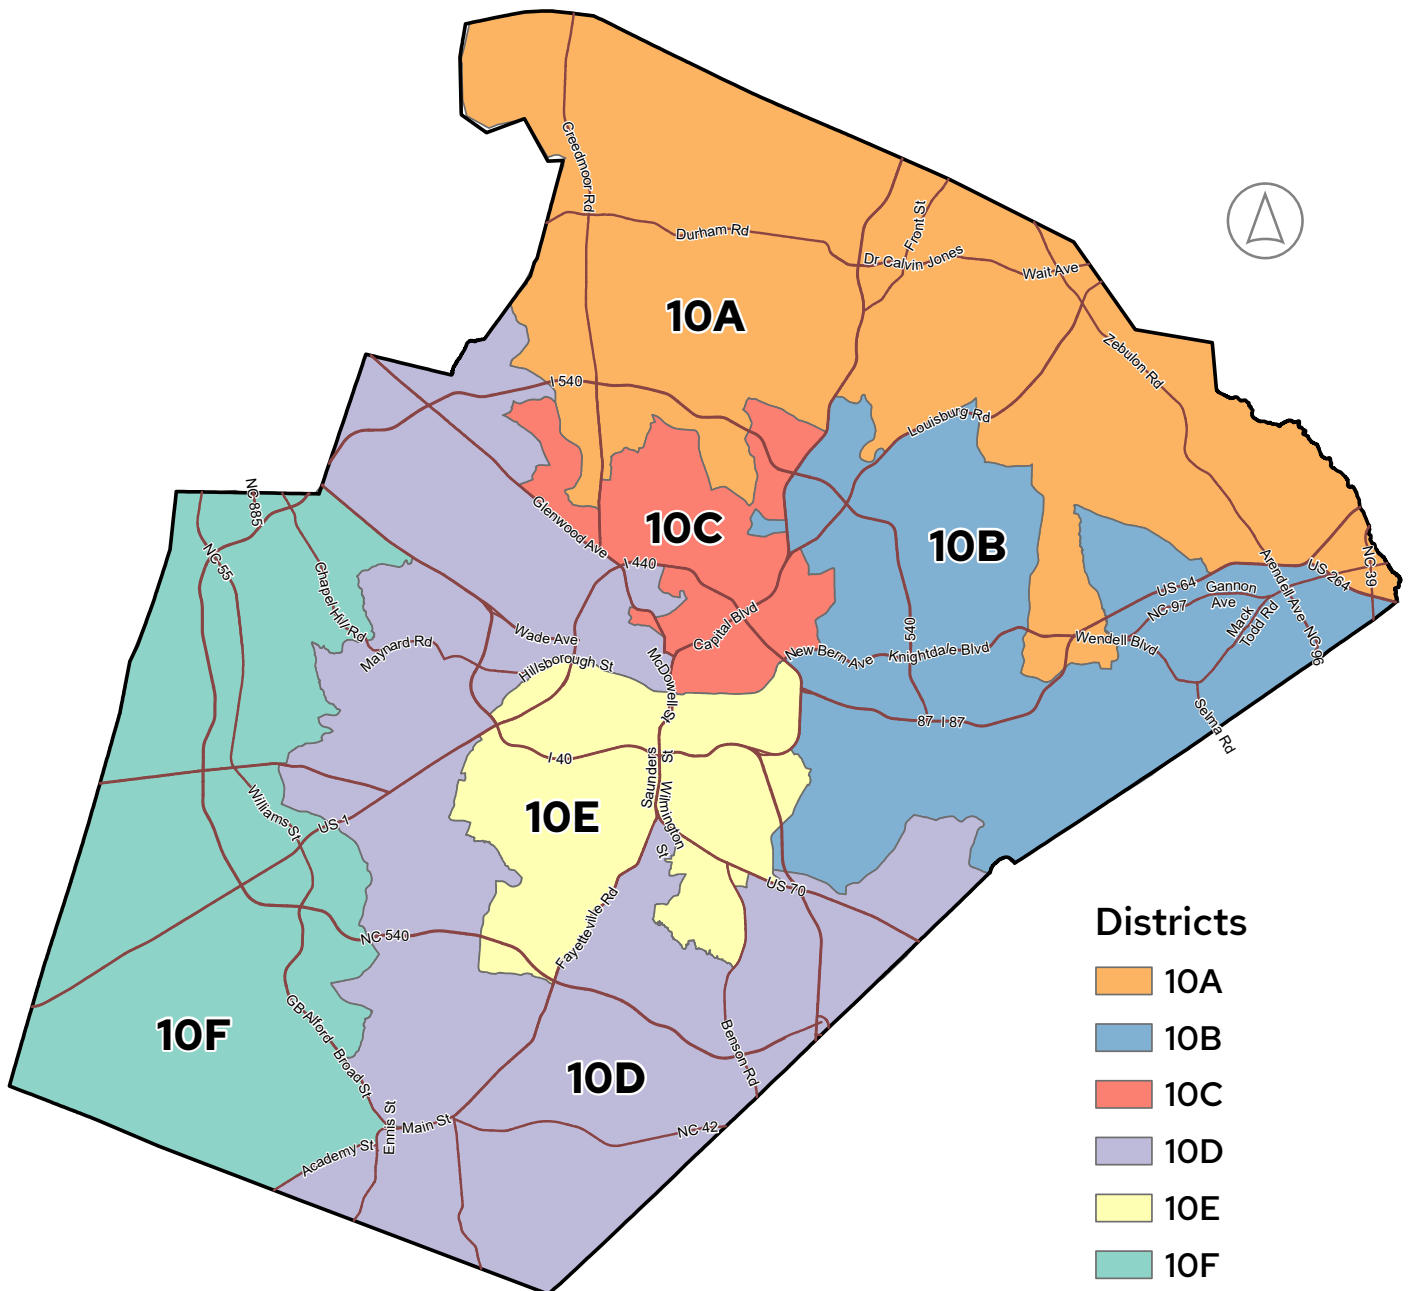 Creedmoor Rd
Durham Rd
Front St
Dr Calvin Jones
Wait Ave
10A
Zebulon Rd
I 540
Louisburg Rd
NC 885
Glenwood Ave
10C
10B
NC 55
Chapel Hill Rd
I 440
US 64
Gannon
Ave
Arendell Ave
US 264
NC 39
NC 97
Mack
Todd Rd
Capital Blvd
540
Wade Ave
Maynard Rd
Hillsborough St
McDowell St
New Bern Ave
Knightdale Blvd
Wendell Blvd
NC 96
87
I 87
Selma Rd
I 40
Saunders
St
Wilmington
St
10E
Williams St
US 1
US 70
Fayetteville Rd
NC 540
GB Alford
Broad St
10F
10D
Benson Rd
Ennis St
Main St
NC 42
Academy St
Districts
10A
10B
10C
10D
10E
10F